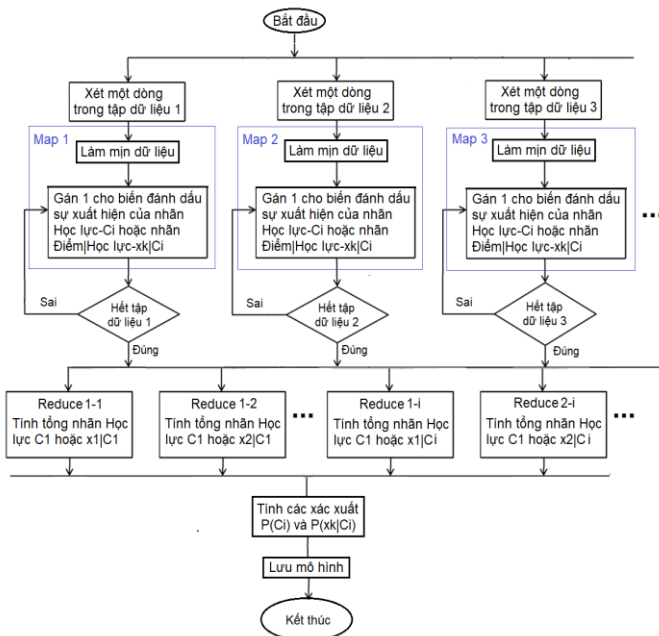 Bắt đầu
Xét một dòng
trong tập dữ liệu 1
Xét một dòng
trong tập dữ liệu 2
Xét một dòng
trong tập dữ liệu 3
Map 1
Làm mịn dữ liệu
Gán 1 cho biến đánh dấu
sự xuất hiện của nhãn
Học lực-Ci hoặc nhãn
Điểm|Học lực-xk|Ci
Map 2
Làm mịn dữ liệu
Gán 1 cho biến đánh dấu
sự xuất hiện của nhãn
Học lực-Ci hoặc nhãn
Điểm|Học lực-xk|Ci
Map 3
Làm mịn dữ liệu
Gán 1 cho biến đánh dấu
sự xuất hiện của nhãn
Học lực-Ci hoặc nhãn
Điểm|Học lực-xk|Ci
...
Sai
Hết tập
dữ liệu 1
Đúng
Sai
Hết tập
dữ liệu 2
Đúng
Sai
Hết tập
dữ liệu 3
Đúng
Reduce 1-1
Tính tổng nhãn Học
lực C1 hoặc x1|C1
Reduce 1-2
Tính tổng nhãn Học
lực C1 hoặc x2|C1
...
Reduce 1-i
Tính tổng nhãn Học
lực C1 hoặc x1|Ci
...
Reduce 2-i
Tính tổng nhãn Học
lực C1 hoặc x2|Ci
...
Tính các xác xuất
P(Ci) và P(xk|Ci)
Lưu mô hình
Kết thúc